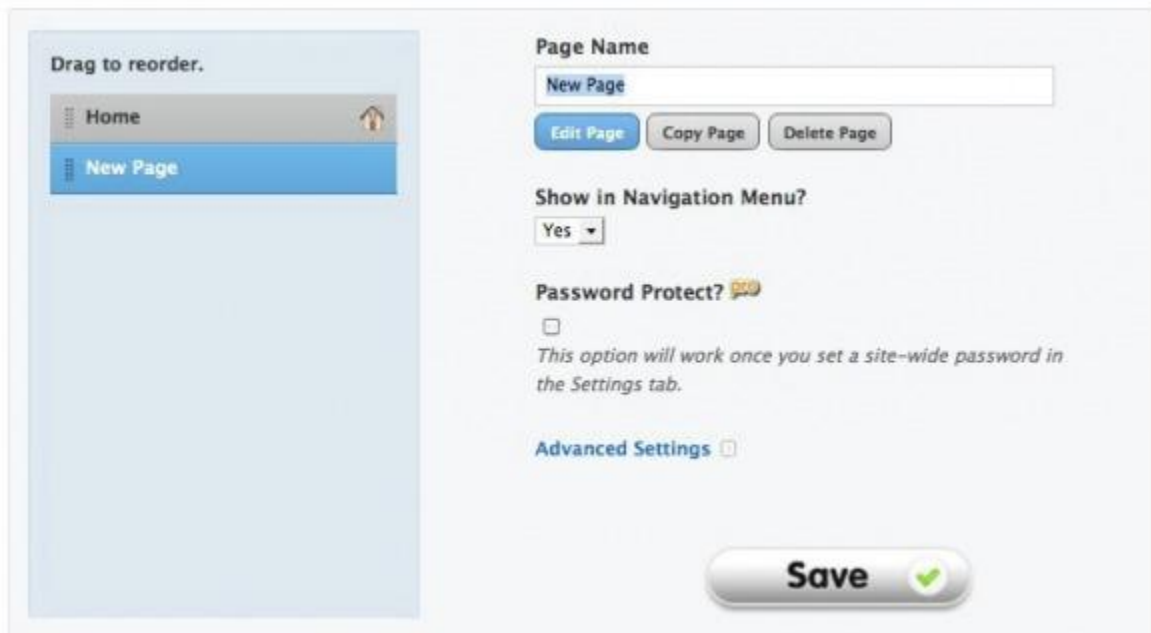 Drag to reorder.
Home
New Page
Page Name
New Page
Edit Page Copy Page Delete Page
Show in Navigation Menu?
Yes
Password Protect? pro
This option will work once you set a site-wide password in
the Settings tab.
Advanced Settings
Save